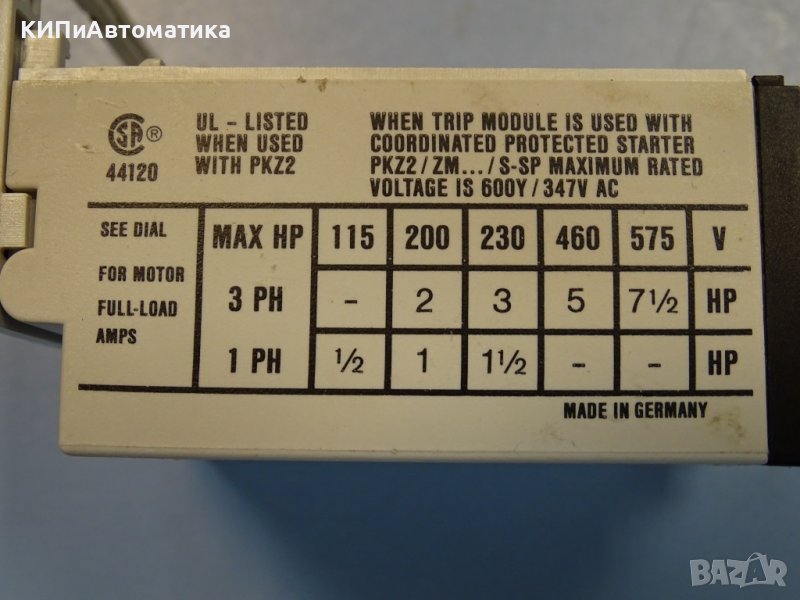 КИПиАвтоматика
UL - LISTED
WHEN USED
WITH PKZ2
SA ®
44120
WHEN TRIP MODULE IS USED WITH
COORDINATED PROTECTED STARTER
PKZ2/ZM.../S-SP MAXIMUM RATED
VOLTAGE IS 600Y/347V AC
SEE DIAL
FOR MOTOR
FULL-LOAD
AMPS
MAX HP 115 200 230 460 575 V
3 PH - 2 3 5 7½ HP
1 PH ½ 1 1½ - - HP
MADE IN GERMANY
BAZAR